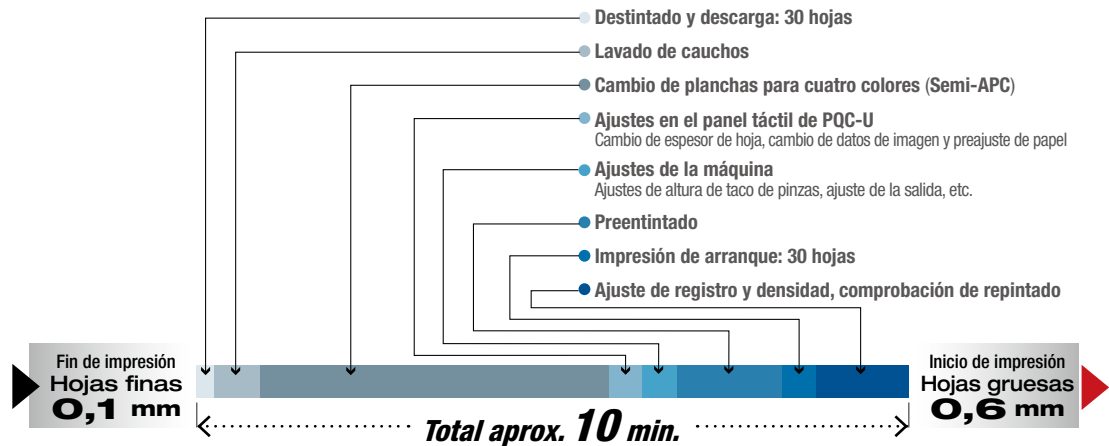 Destintado y descarga: 30 hojas
Lavado de cauchos
Cambio de planchas para cuatro colores (Semi-APC)
Ajustes en el panel táctil de PQC-U
Cambio de espesor de hoja, cambio de datos de imagen y preajuste de papel
Ajustes de la máquina
Ajustes de altura de taco de pinzas, ajuste de la salida, etc.
Preentintado
Impresión de arranque: 30 hojas
Ajuste de registro y densidad, comprobación de repintado
Fin de impresión
Hojas finas
0,1 mm
Inicio de impresión
Hojas gruesas
0,6 mm
Total aprox. 10 min.